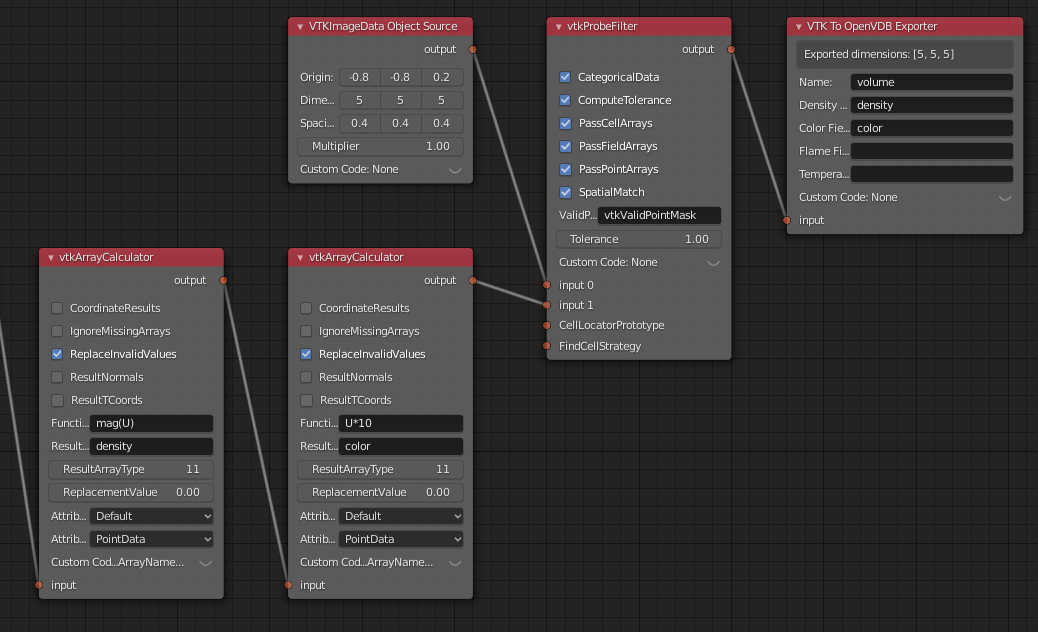 VTKImageData Object Source
output
Origin: -0.8 -0.8 0.2
Dime... 5 5 5
Spaci... 0.4 0.4 0.4
Multiplier 1.00
Custom Code: None
vtkProbeFilter
output
CategoricalData
ComputeTolerance
PassCellArrays
PassFieldArrays
PassPointArrays
SpatialMatch
ValidP... vtkValidPointMask
Tolerance 1.00
Custom Code: None
input 0
input 1
CellLocatorPrototype
FindCellStrategy
VTK To OpenVDB Exporter
Exported dimensions: [5, 5, 5]
Name: volume
Density ... density
Color Fie... color
Flame Fi...
Tempera...
Custom Code: None
input
vtkArrayCalculator
output
CoordinateResults
IgnoreMissingArrays
ReplaceInvalidValues
ResultNormals
ResultTCoords
Functi... mag(U)
Result... density
ResultArrayType 11
ReplacementValue 0.00
Attrib... Default
Attrib... PointData
Custom Cod...ArrayName...
input
vtkArrayCalculator
output
CoordinateResults
IgnoreMissingArrays
ReplaceInvalidValues
ResultNormals
ResultTCoords
Functi... U*10
Result... color
ResultArrayType 11
ReplacementValue 0.00
Attrib... Default
Attrib... PointData
Custom Cod...ArrayName...
input